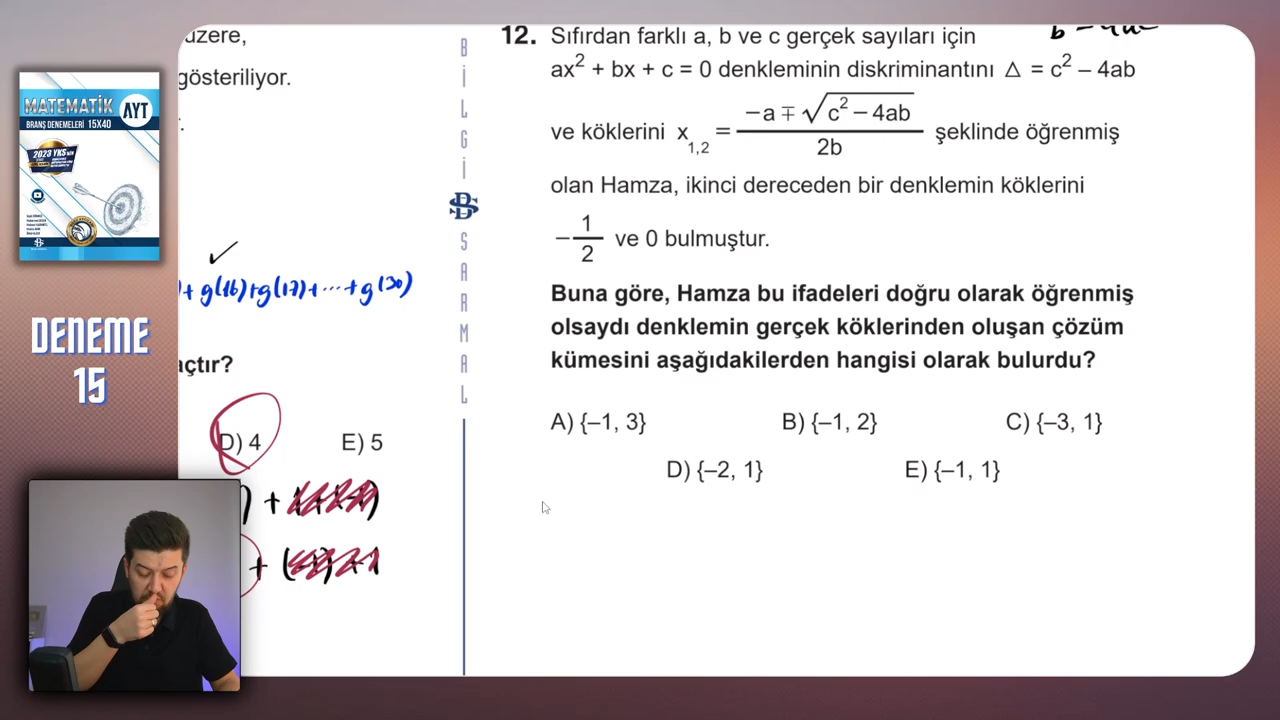 MATEMATİK AYT
BRANŞ DENEMELERİ 15X40
DENEME
15
üzere,
gösteriliyor.
+ g(16)+g(17)+...+g(30)
açtır?
D) 4 E) 5
BİLGİ
SARMAL
12. Sıfırdan farklı a, b ve c gerçek sayıları için
ax² + bx + c = 0 denkleminin diskriminantını △ = c² – 4ab
ve köklerini x₁,₂ = (–a ∓ √(c² – 4ab)) / 2b şeklinde öğrenmiş
olan Hamza, ikinci dereceden bir denklemin köklerini
–1/2 ve 0 bulmuştur.
Buna göre, Hamza bu ifadeleri doğru olarak öğrenmiş
olsaydı denklemin gerçek köklerinden oluşan çözüm
kümesini aşağıdakilerden hangisi olarak bulurdu?
A) {–1, 3} B) {–1, 2} C) {–3, 1}
D) {–2, 1} E) {–1, 1}